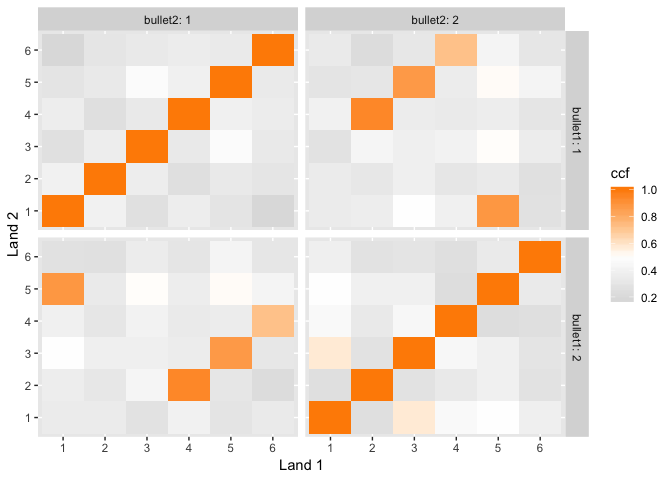 bullet2: 1
bullet2: 2
6
5
4
3
2
1
bullet1: 1
6
5
4
3
2
1
bullet1: 2
Land 2
1 2 3 4 5 6
1 2 3 4 5 6
Land 1
ccf
1.0
0.8
0.6
0.4
0.2